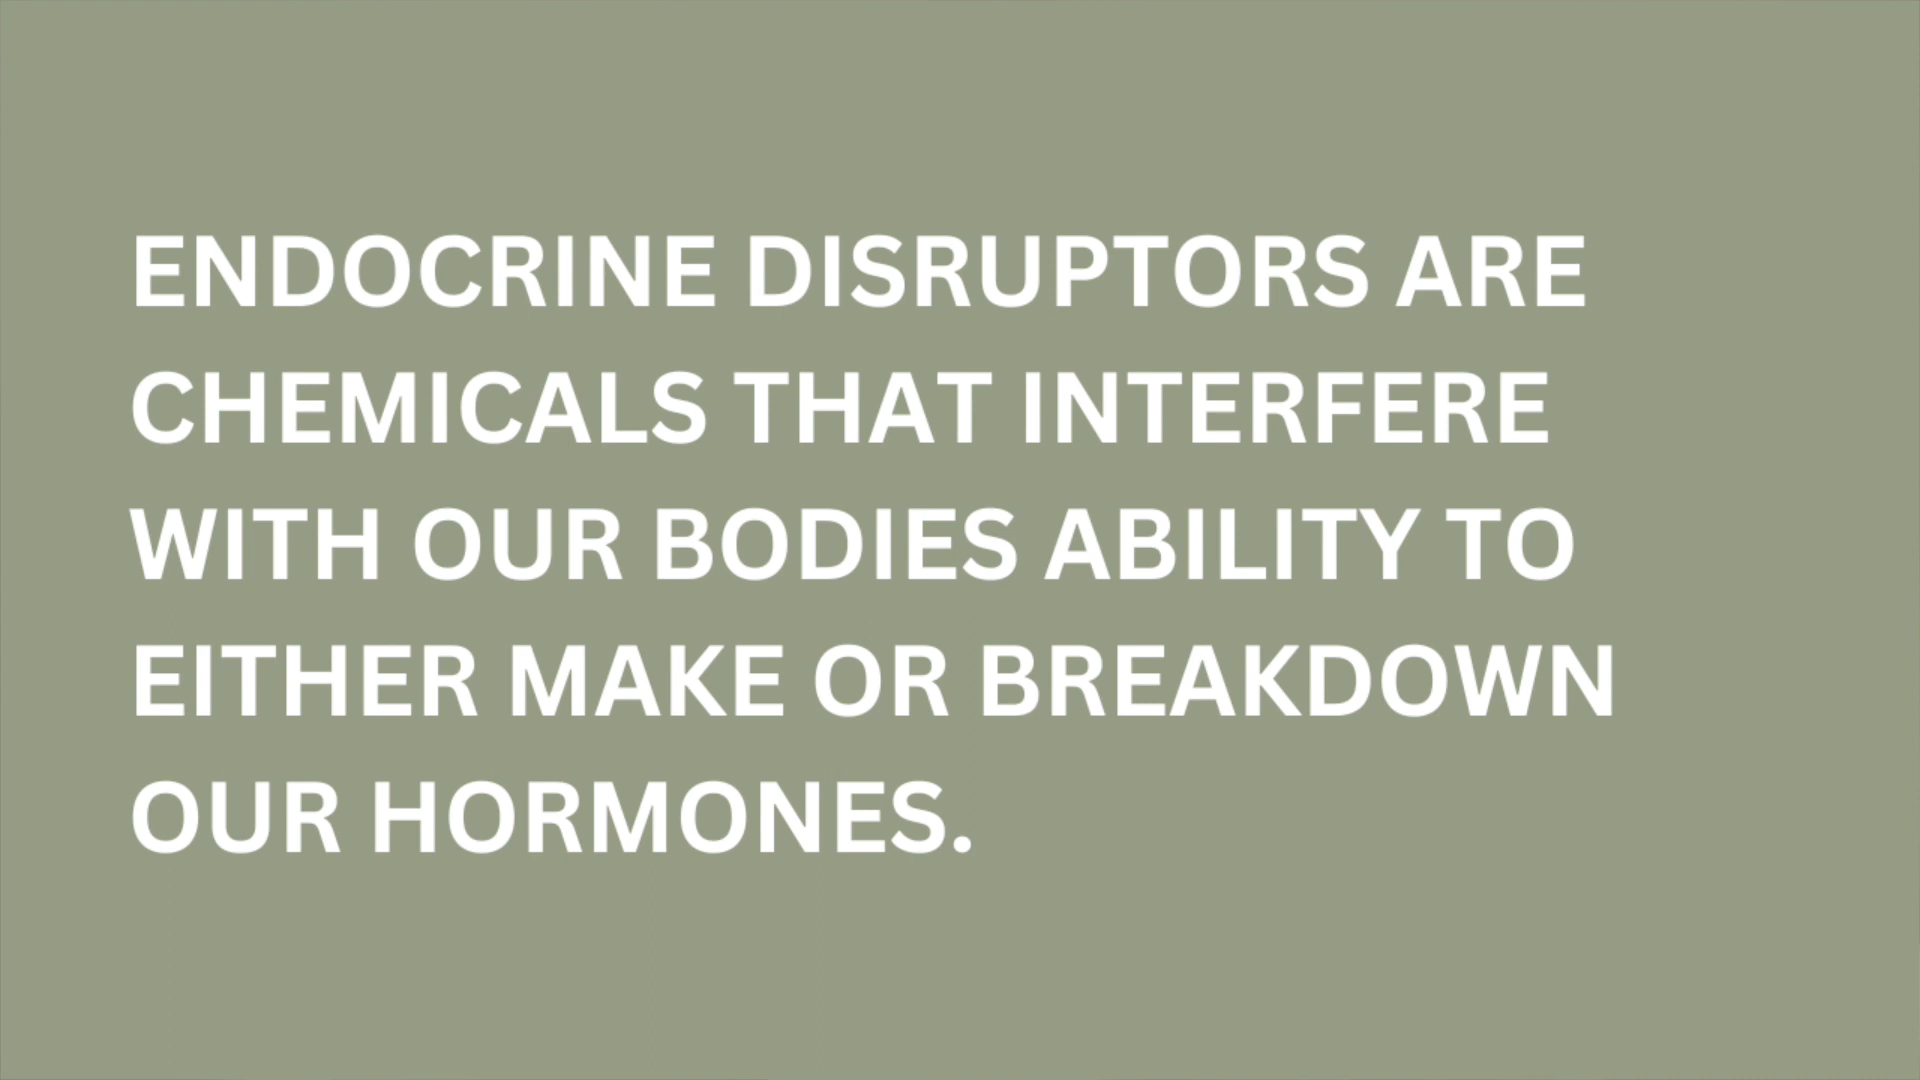 ENDOCRINE DISRUPTORS ARE
CHEMICALS THAT INTERFERE
WITH OUR BODIES ABILITY TO
EITHER MAKE OR BREAKDOWN
OUR HORMONES.